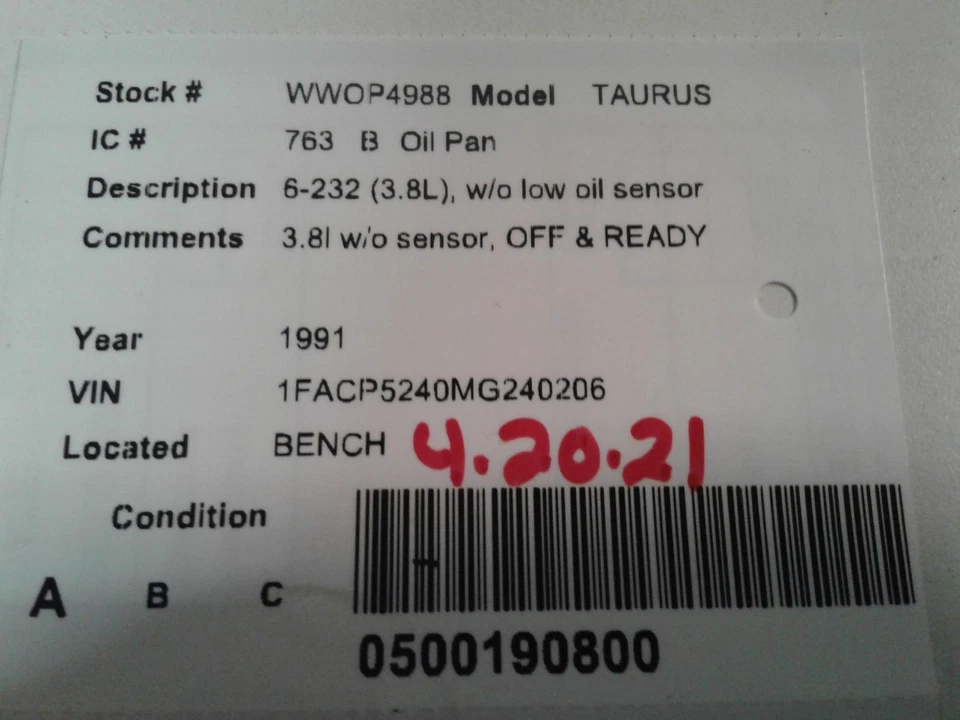 Stock # WWOP4988 Model TAURUS
IC # 763 B Oil Pan
Description 6-232 (3.8L), w/o low oil sensor
Comments 3.8l w/o sensor, OFF & READY
Year 1991
VIN 1FACP5240MG240206
Located BENCH 4.20.21
Condition
A B C
0500190800